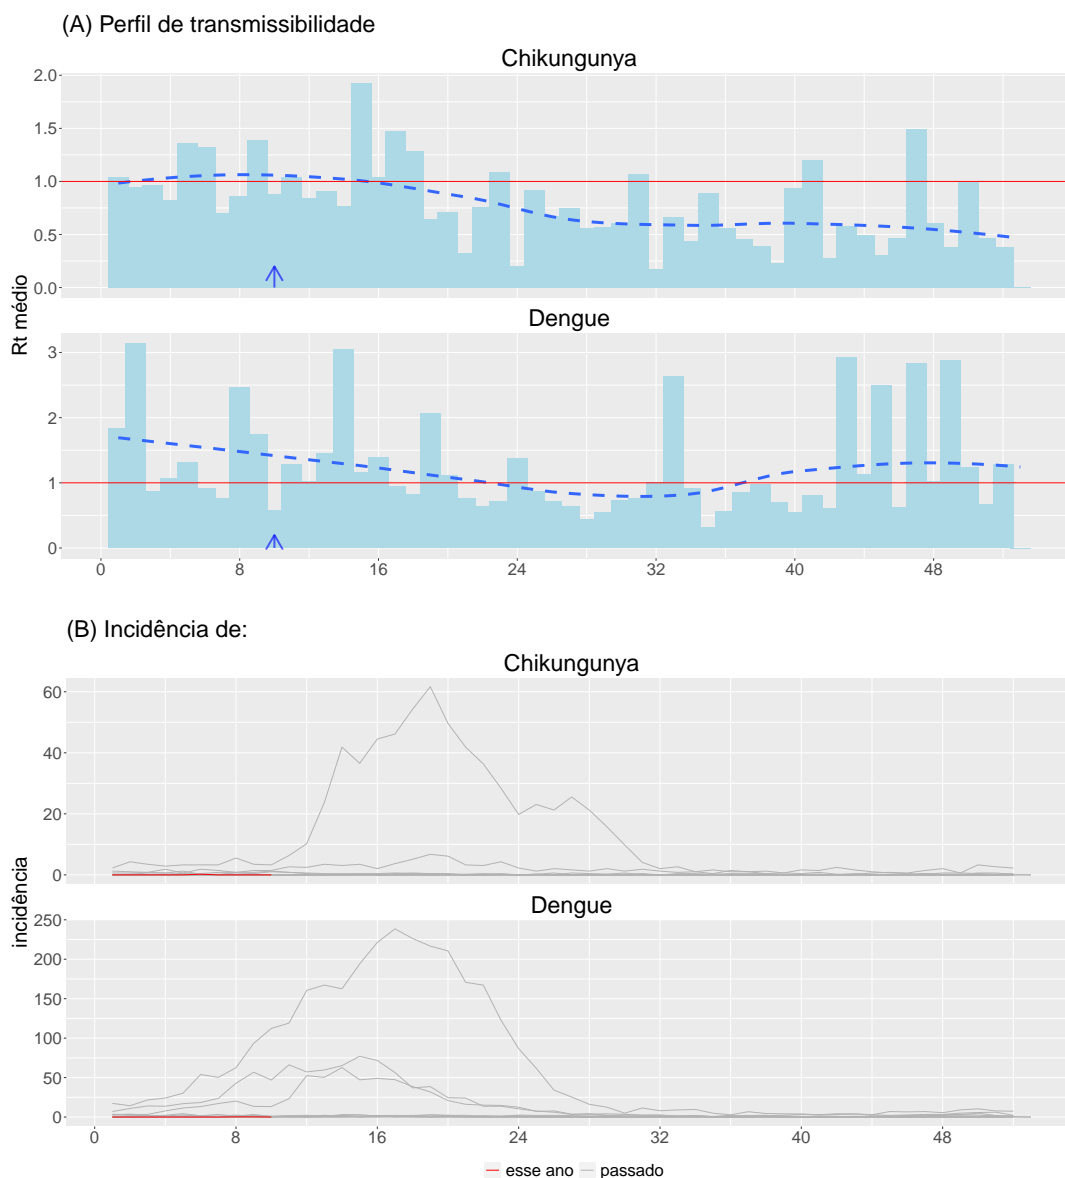 (A) Perfil de transmissibilidade
Chikungunya
2.0
1.5
1.0
0.5
0.0
Rt médio
Dengue
3
2
1
0
0 8 16 24 32 40 48
(B) Incidência de:
Chikungunya
60
40
20
0
incidência
Dengue
250
200
150
100
50
0
0 8 16 24 32 40 48
esse ano passado